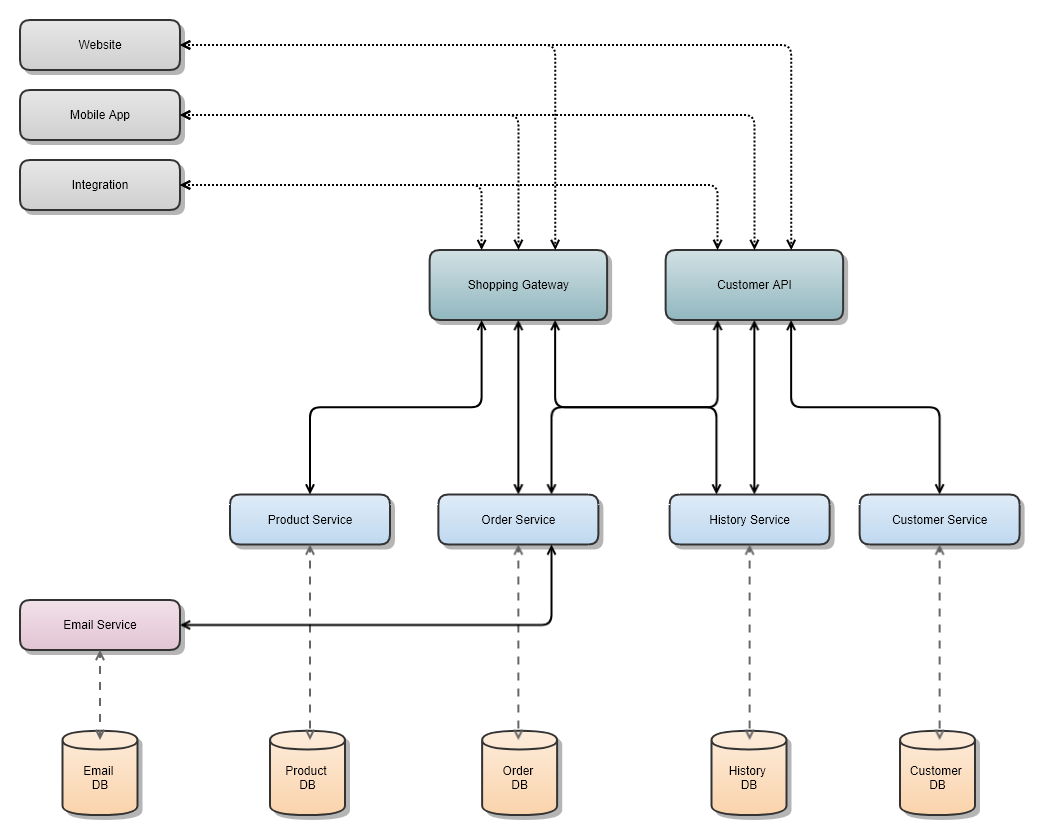 Website
Mobile App
Integration
Shopping Gateway
Customer API
Product Service
Order Service
History Service
Customer Service
Email Service
Email
DB
Product
DB
Order
DB
History
DB
Customer
DB